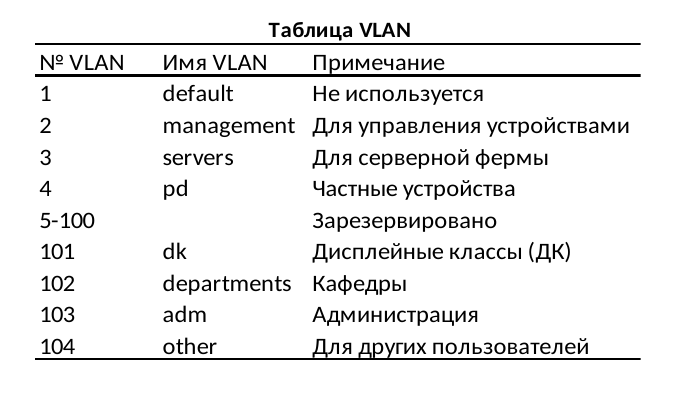 Таблица VLAN
№ VLAN Имя VLAN Примечание
1 default Не используется
2 management Для управления устройствами
3 servers Для серверной фермы
4 pd Частные устройства
5-100 Зарезервировано
101 dk Дисплейные классы (ДК)
102 departments Кафедры
103 adm Администрация
104 other Для других пользователей